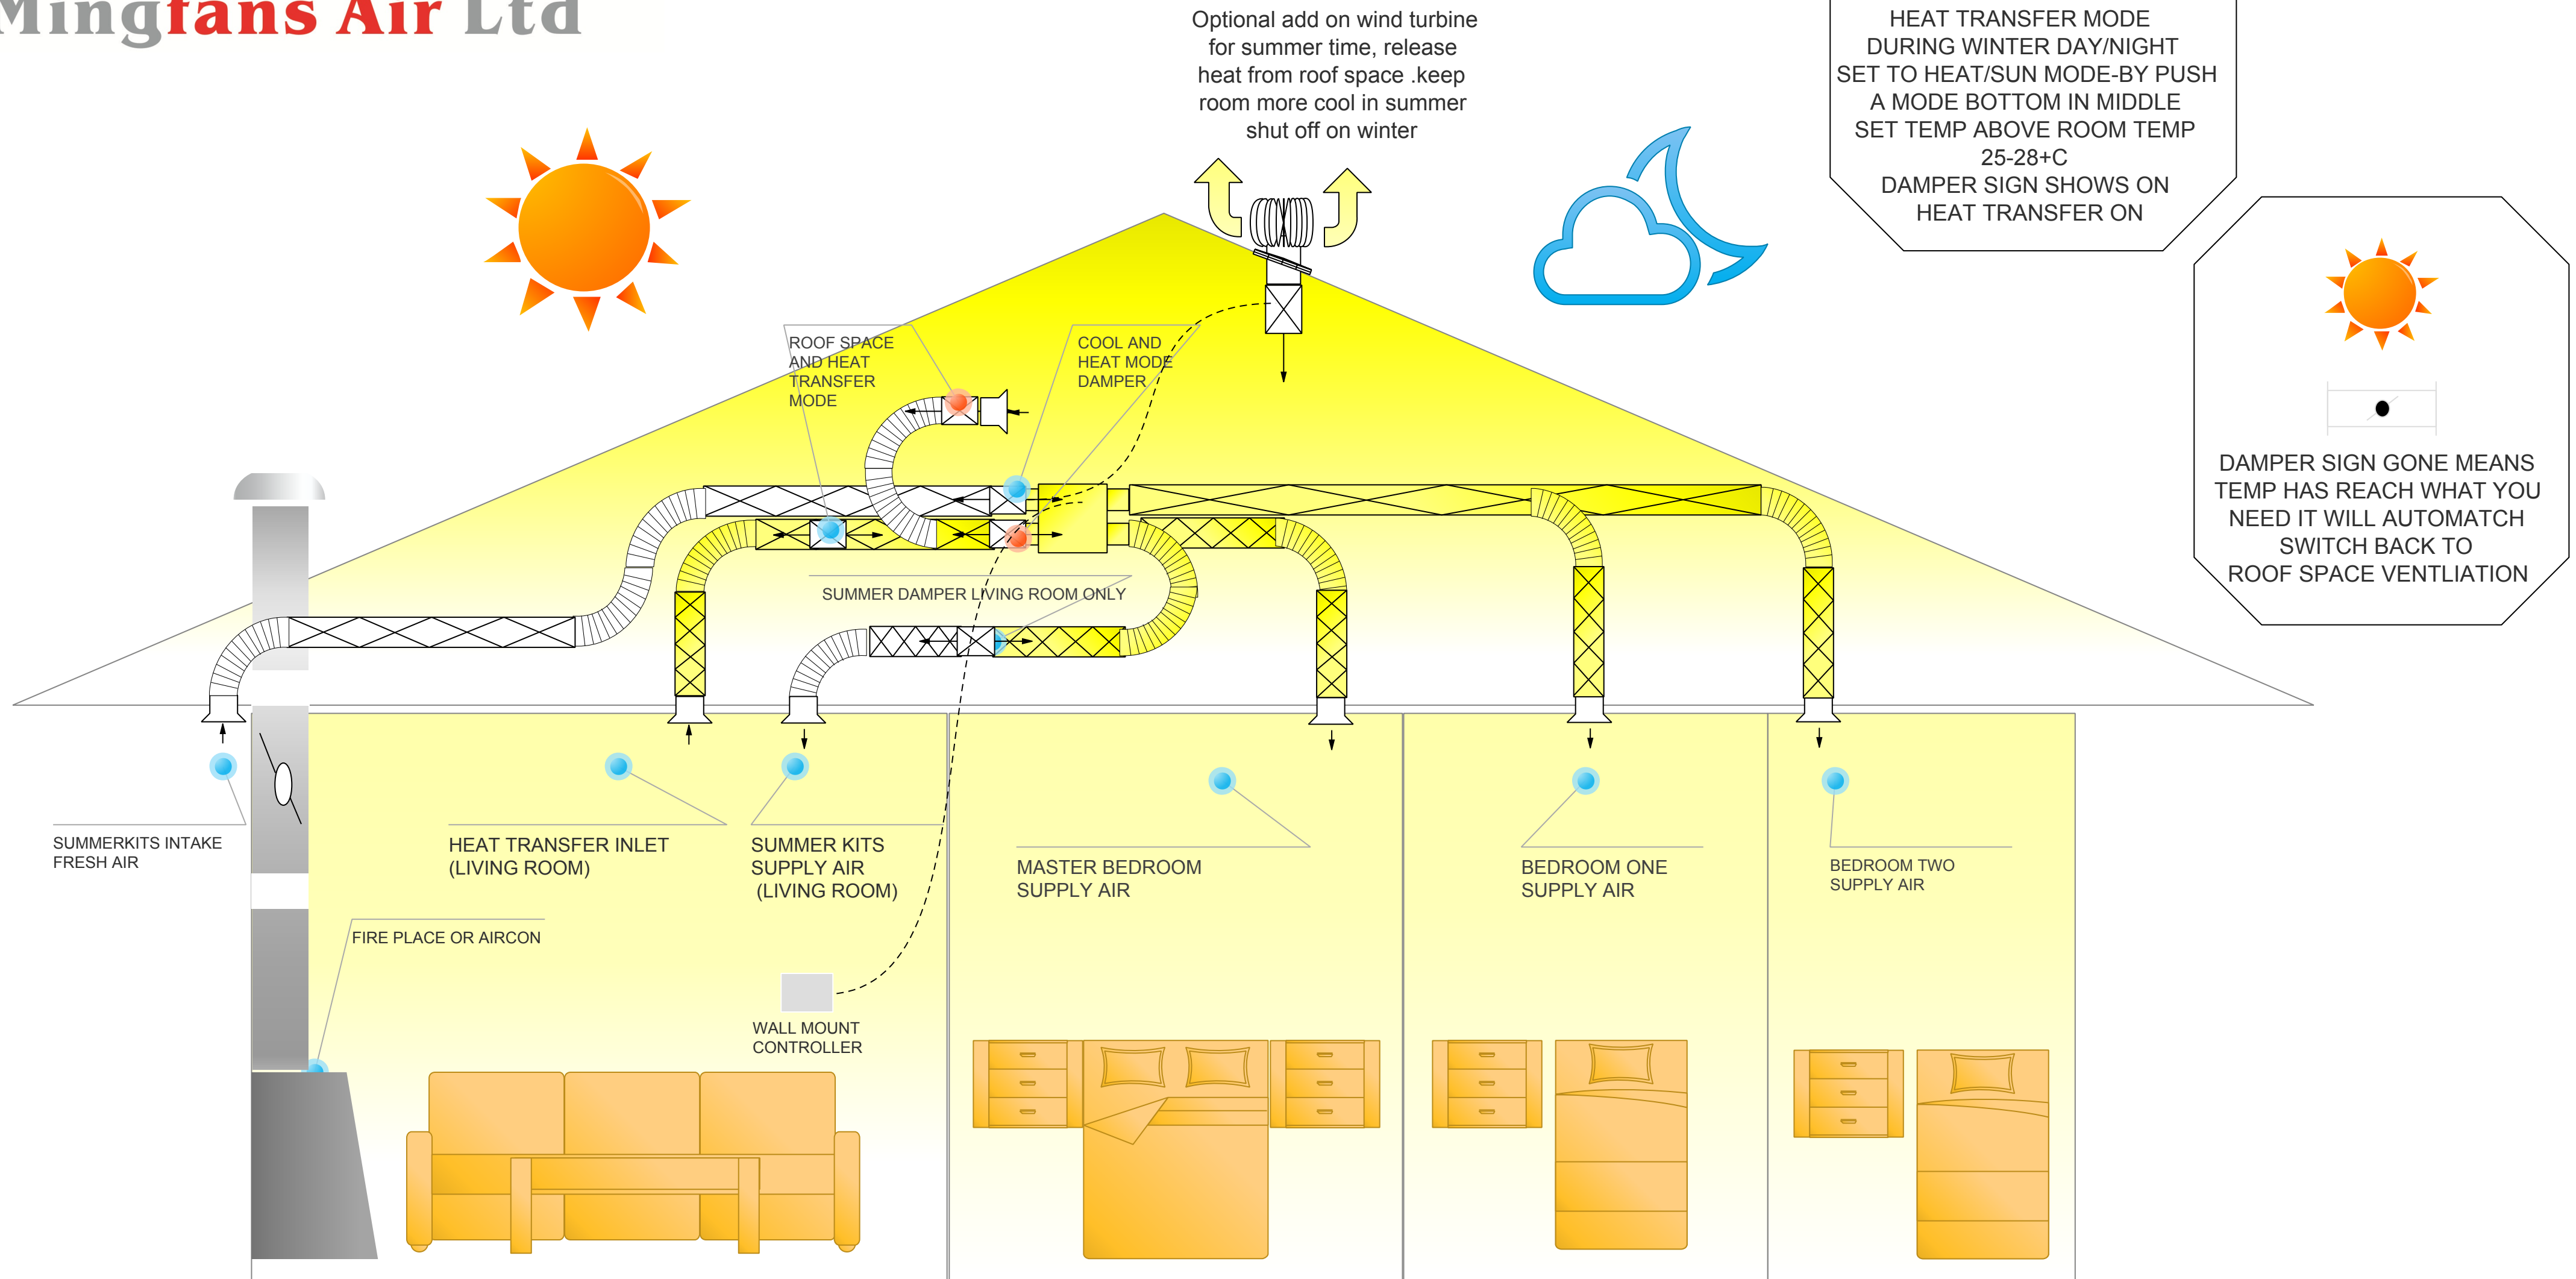 Mingfans Air Ltd
Optional add on wind turbine
for summer time, release
heat from roof space .keep
room more cool in summer
shut off on winter
HEAT TRANSFER MODE
DURING WINTER DAY/NIGHT
SET TO HEAT/SUN MODE-BY PUSH
A MODE BOTTOM IN MIDDLE
SET TEMP ABOVE ROOM TEMP
25-28+C
DAMPER SIGN SHOWS ON
HEAT TRANSFER ON
DAMPER SIGN GONE MEANS
TEMP HAS REACH WHAT YOU
NEED IT WILL AUTOMATCH
SWITCH BACK TO
ROOF SPACE VENTLIATION
ROOF SPACE
AND HEAT
TRANSFER
MODE
COOL AND
HEAT MODE
DAMPER
SUMMER DAMPER LIVING ROOM ONLY
SUMMERKITS INTAKE
FRESH AIR
HEAT TRANSFER INLET
(LIVING ROOM)
SUMMER KITS
SUPPLY AIR
(LIVING ROOM)
MASTER BEDROOM
SUPPLY AIR
BEDROOM ONE
SUPPLY AIR
BEDROOM TWO
SUPPLY AIR
FIRE PLACE OR AIRCON
WALL MOUNT
CONTROLLER